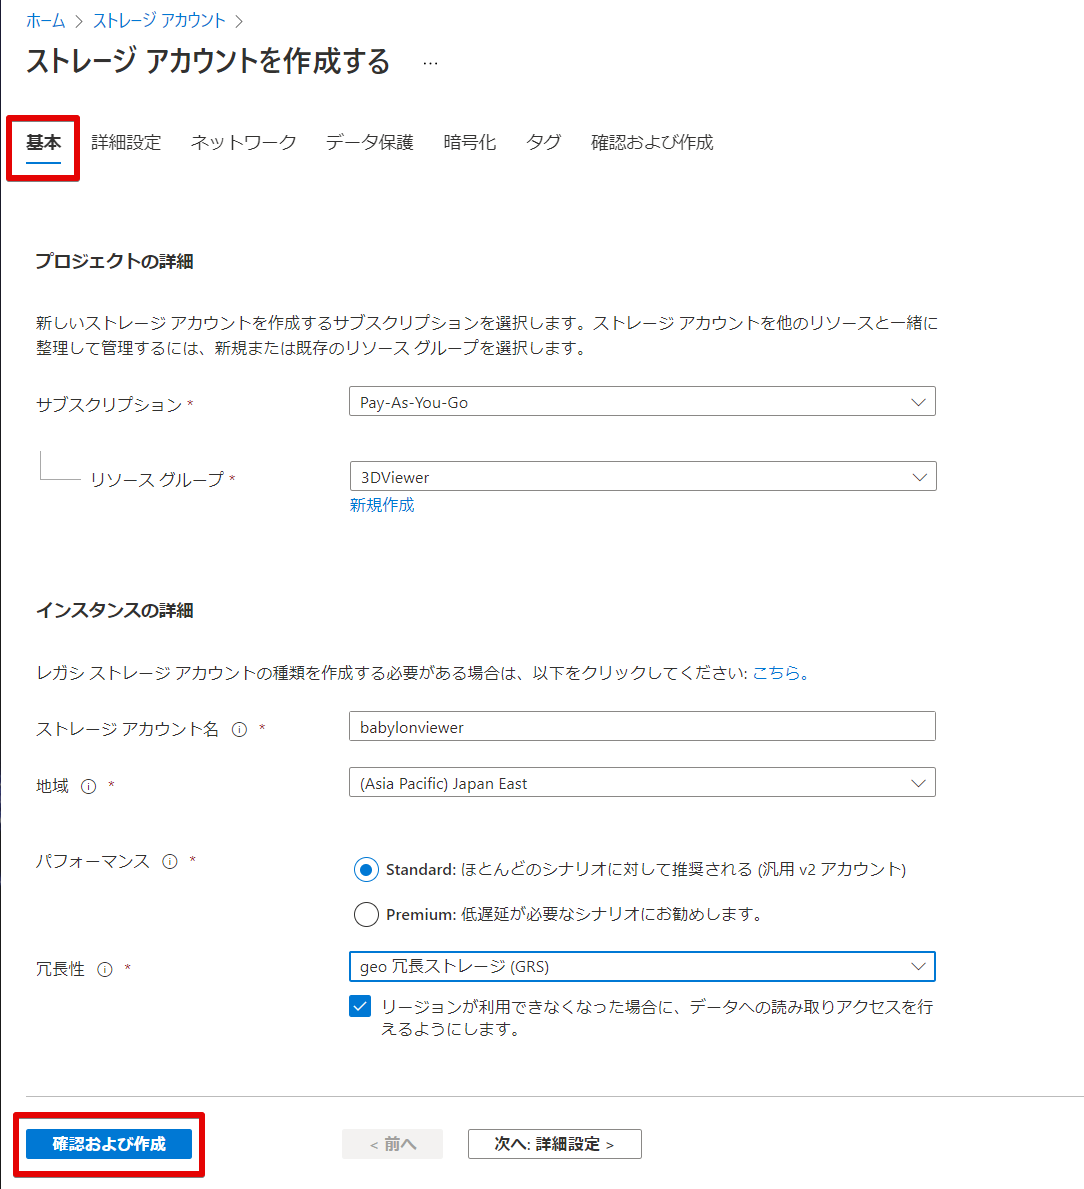 ホーム > ストレージ アカウント >
ストレージ アカウントを作成する ...
基本 詳細設定 ネットワーク データ保護 暗号化 タグ 確認および作成
プロジェクトの詳細
新しいストレージ アカウントを作成するサブスクリプションを選択します。ストレージ アカウントを他のリソースと一緒に
整理して管理するには、新規または既存のリソース グループを選択します。
サブスクリプション * Pay-As-You-Go
リソース グループ * 3DViewer
新規作成
インスタンスの詳細
レガシ ストレージ アカウントの種類を作成する必要がある場合は、以下をクリックしてください: こちら。
ストレージ アカウント名 * babylonviewer
地域 * (Asia Pacific) Japan East
パフォーマンス * Standard: ほとんどのシナリオに対して推奨される (汎用 v2 アカウント)
Premium: 低遅延が必要なシナリオにお勧めします。
冗長性 * geo 冗長ストレージ (GRS)
リージョンが利用できなくなった場合に、データへの読み取りアクセスを行
えるようにします。
確認および作成 < 前へ 次へ: 詳細設定 >